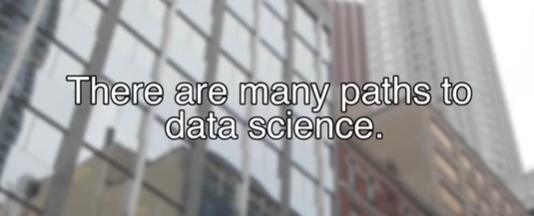 There are many paths to
data science.